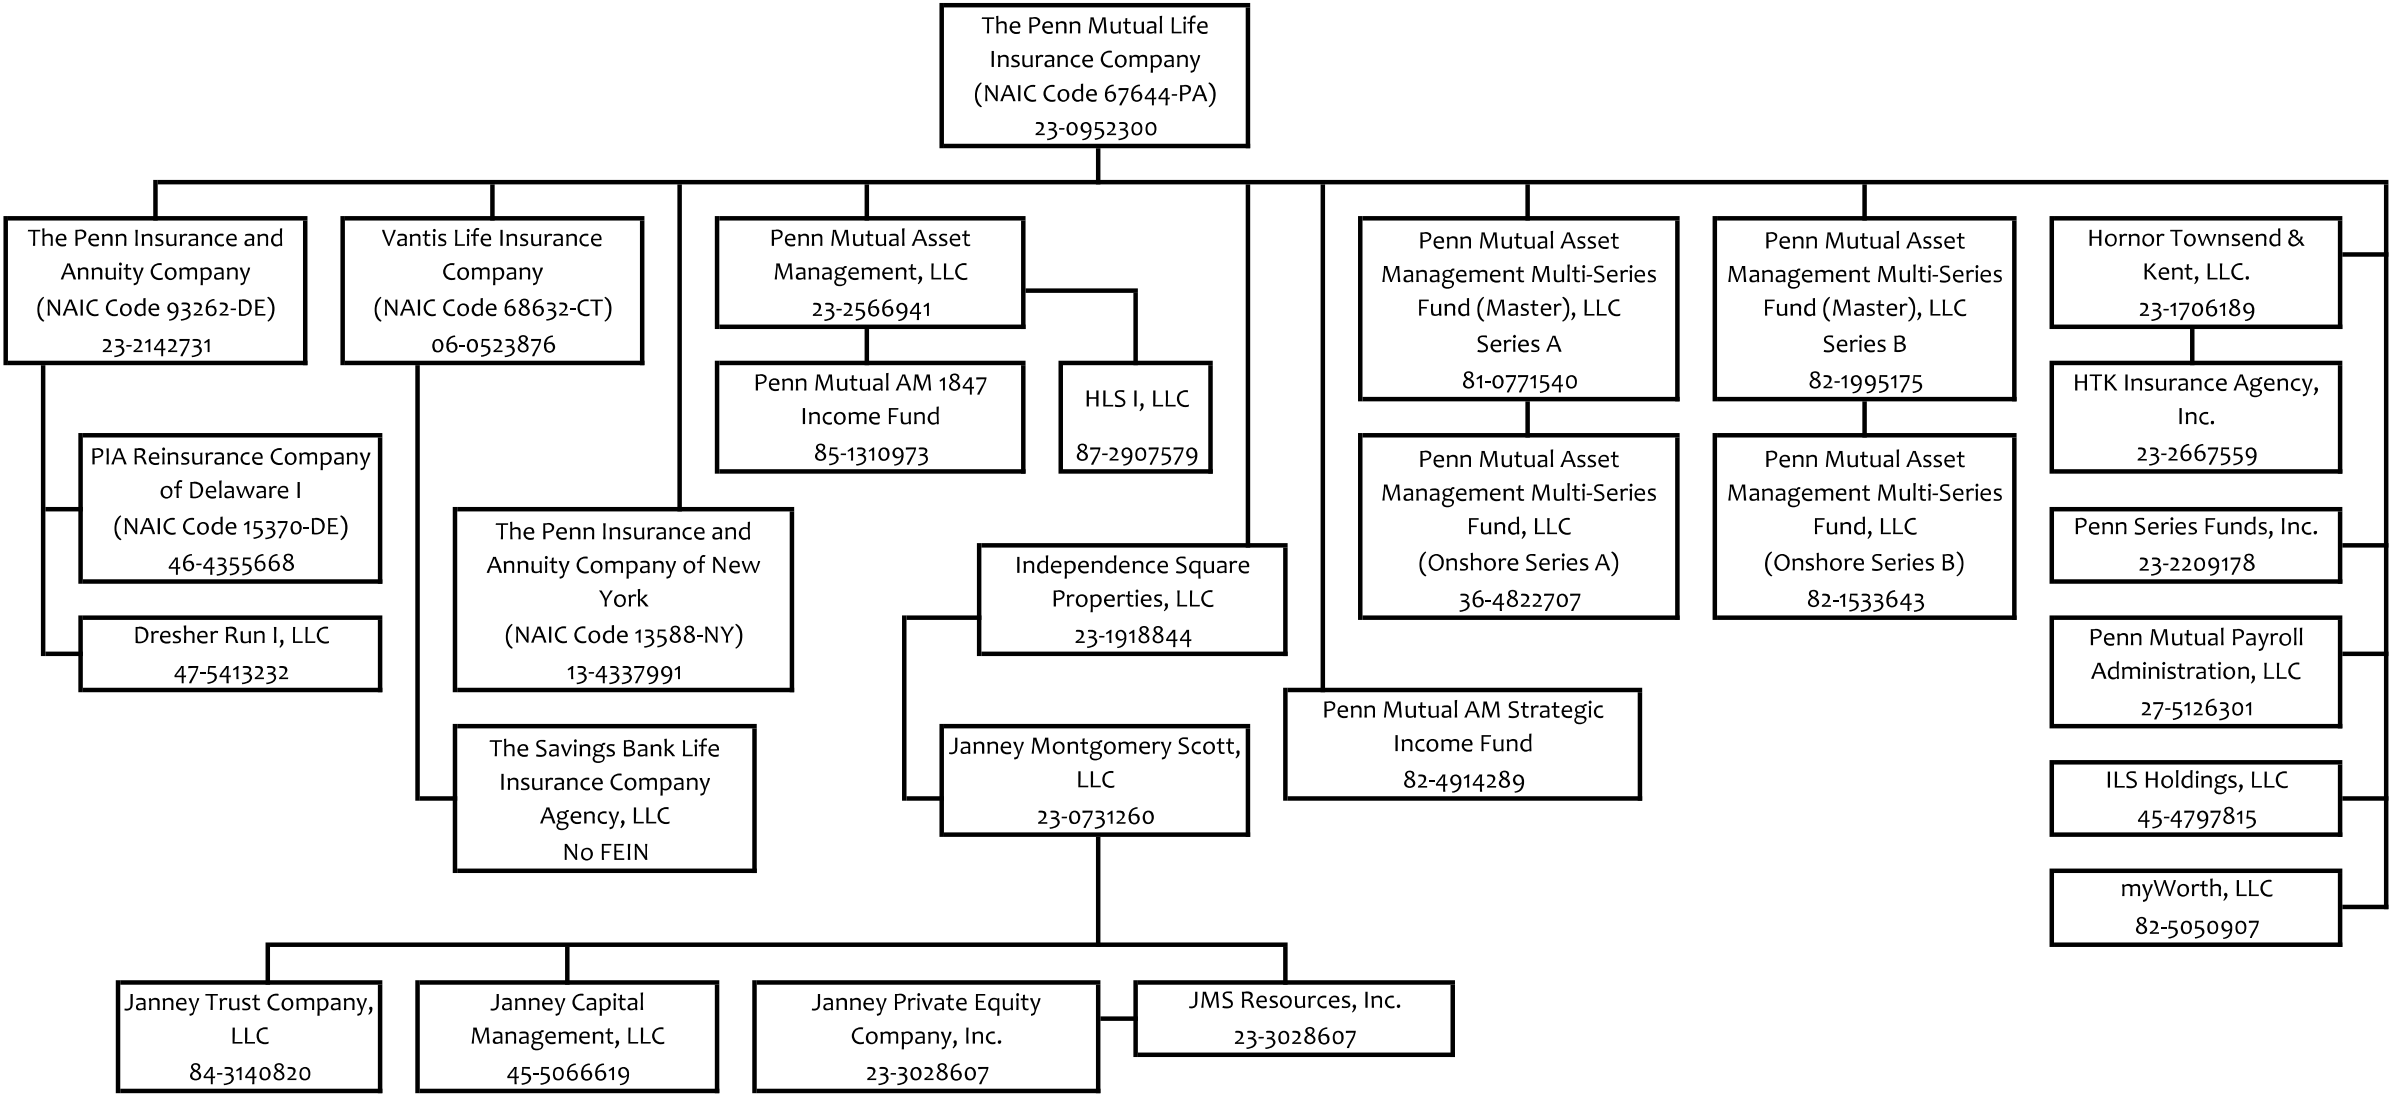 The Penn Mutual Life
Insurance Company
(NAIC Code 67644-PA)
23-0952300
The Penn Insurance and
Annuity Company
(NAIC Code 93262-DE)
23-2142731
Vantis Life Insurance
Company
(NAIC Code 68632-CT)
06-0523876
Penn Mutual Asset
Management, LLC
23-2566941
Penn Mutual Asset
Management Multi-Series
Fund (Master), LLC
Series A
81-0771540
Penn Mutual Asset
Management Multi-Series
Fund (Master), LLC
Series B
82-1995175
Hornor Townsend &
Kent, LLC.
23-1706189
Penn Mutual AM 1847
Income Fund
85-1310973
HLS I, LLC
87-2907579
HTK Insurance Agency,
Inc.
23-2667559
PIA Reinsurance Company
of Delaware I
(NAIC Code 15370-DE)
46-4355668
Penn Mutual Asset
Management Multi-Series
Fund, LLC
(Onshore Series A)
36-4822707
Penn Mutual Asset
Management Multi-Series
Fund, LLC
(Onshore Series B)
82-1533643
The Penn Insurance and
Annuity Company of New
York
(NAIC Code 13588-NY)
13-4337991
Penn Series Funds, Inc.
23-2209178
Independence Square
Properties, LLC
23-1918844
Dresher Run I, LLC
47-5413232
Penn Mutual Payroll
Administration, LLC
27-5126301
Penn Mutual AM Strategic
Income Fund
82-4914289
The Savings Bank Life
Insurance Company
Agency, LLC
No FEIN
Janney Montgomery Scott,
LLC
23-0731260
ILS Holdings, LLC
45-4797815
myWorth, LLC
82-5050907
Janney Trust Company,
LLC
84-3140820
Janney Capital
Management, LLC
45-5066619
Janney Private Equity
Company, Inc.
23-3028607
JMS Resources, Inc.
23-3028607